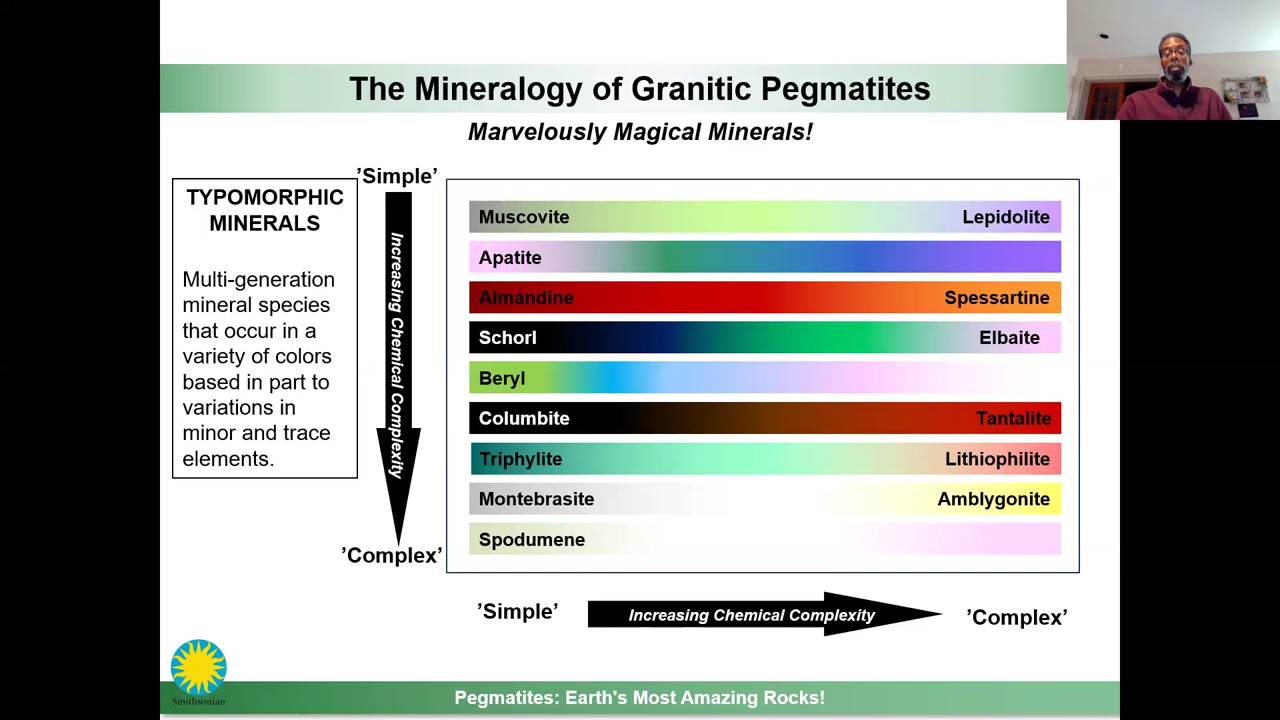 The Mineralogy of Granitic Pegmatites
Marvelously Magical Minerals!
TYPOMORPHIC
MINERALS
Multi-generation
mineral species
that occur in a
variety of colors
based in part to
variations in
minor and trace
elements.
’Simple’
Increasing Chemical Complexity
’Complex’
Muscovite Lepidolite
Apatite
Almandine Spessartine
Schorl Elbaite
Beryl
Columbite Tantalite
Triphylite Lithiophilite
Montebrasite Amblygonite
Spodumene
’Simple’ Increasing Chemical Complexity ’Complex’
Smithsonian
Pegmatites: Earth's Most Amazing Rocks!